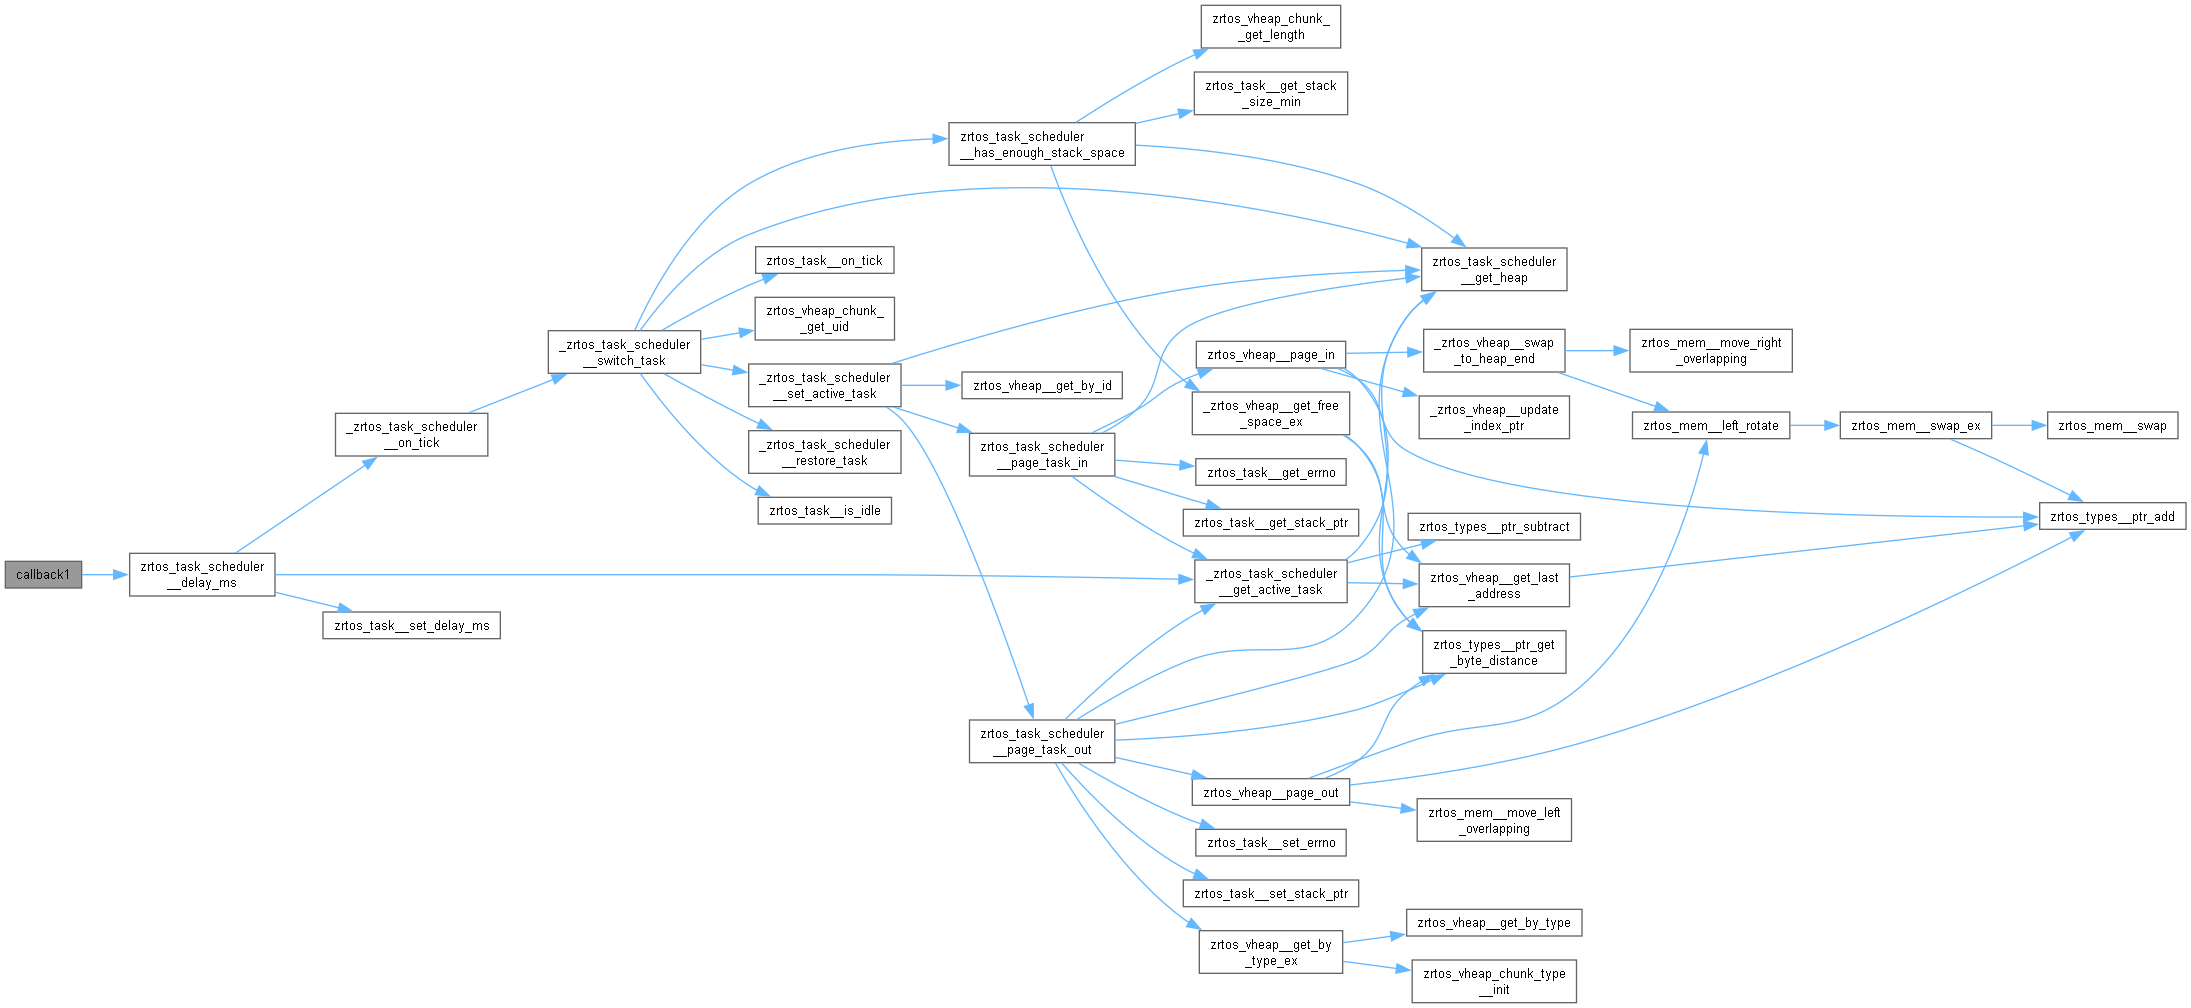 callback1
zrtos_task_scheduler
__delay_ms
_zrtos_task_scheduler
__on_tick
zrtos_task__set_delay_ms
_zrtos_task_scheduler
__switch_task
zrtos_task__on_tick
zrtos_vheap_chunk_
_get_uid
_zrtos_task_scheduler
__set_active_task
_zrtos_task_scheduler
__restore_task
zrtos_task__is_idle
zrtos_task_scheduler
__has_enough_stack_space
zrtos_vheap__get_by_id
zrtos_task_scheduler
__page_task_in
zrtos_task_scheduler
__page_task_out
zrtos_vheap_chunk_
_get_length
zrtos_task__get_stack
_size_min
zrtos_vheap__page_in
_zrtos_vheap__get_free
_space_ex
zrtos_task__get_errno
zrtos_task__get_stack_ptr
_zrtos_task_scheduler
__get_active_task
zrtos_vheap__page_out
zrtos_task__set_errno
zrtos_task__set_stack_ptr
zrtos_vheap__get_by
_type_ex
zrtos_task_scheduler
__get_heap
_zrtos_vheap__swap
_to_heap_end
_zrtos_vheap__update
_index_ptr
zrtos_types__ptr_subtract
zrtos_vheap__get_last
_address
zrtos_types__ptr_get
_byte_distance
zrtos_mem__move_left
_overlapping
zrtos_vheap__get_by_type
zrtos_vheap_chunk_type
__init
zrtos_mem__move_right
_overlapping
zrtos_mem__left_rotate
zrtos_mem__swap_ex
zrtos_mem__swap
zrtos_types__ptr_add